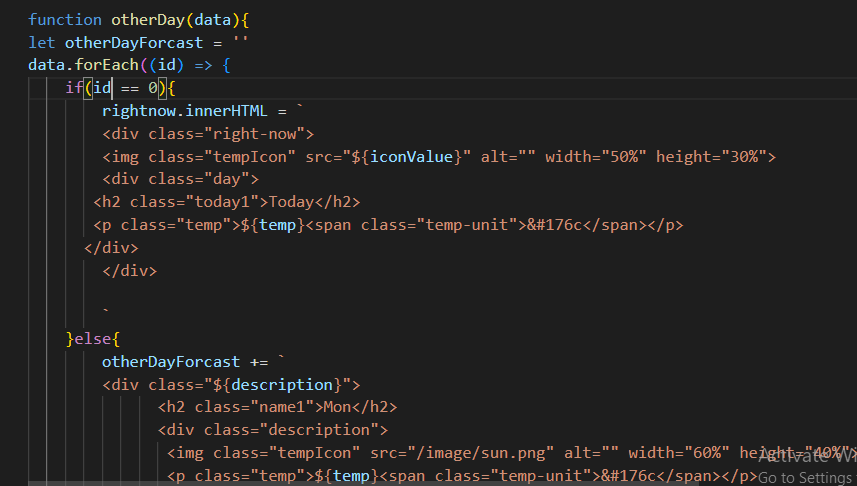 function otherDay(data){
let otherDayForcast = ''
data.forEach((id) => {
if(id == 0){
rightnow.innerHTML = `
<div class="right-now">
<img class="tempIcon" src="${iconValue}" alt="" width="50%" height="30%">
<div class="day">
<h2 class="today1">Today</h2>
<p class="temp">${temp}<span class="temp-unit">&#176c</span></p>
</div>
</div>
`
}else{
otherDayForcast += `
<div class="${description}">
<h2 class="name1">Mon</h2>
<div class="description">
<img class="tempIcon" src="/image/sun.png" alt="" width="60%" height="40%">
Activate Wi
<p class="temp">${temp}<span class="temp-unit">&#176c</span></p>
Go to Settings